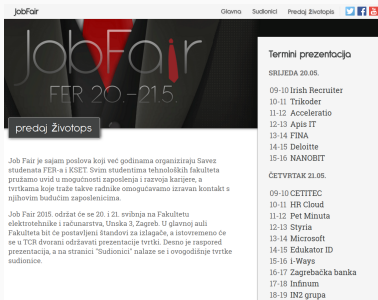 JobFair
Glavna Sudionici Predaj Životopis
JobFair
FER 20.-21.5.
predaj Životops
Job Fair je sajam poslova koji već godinama organiziraju Savez
studenata FER-a i KSET. Svim studentima tehnoloških fakulteta
pružamo uvid u mogućnosti zaposlenja i razvoja karijere, a
tvrtkama koje traže takve radnike omogućavamo izravan kontakt s
njihovim budućim zaposlenicima.
Job Fair 2015. održat će se 20. i 21. svibnja na Fakultetu
elektrotehnike i računarstva, Unska 3, Zagreb. U glavnoj auli
Fakulteta bit će postavljeni štandovi za izlagače, a istovremeno će
se u TCR dvorani održavati prezentacije tvrtki. Desno je raspored
prezentacija, a na stranici "Sudionici" nalaze se i ovogodišnje tvrtke
sudionice.
Termini prezentacija
SRIJEDA 20.05.
09-10 Irish Recruiter
10-11 Trikoder
11-12 Acceleratio
12-13 Apis IT
13-14 FINA
14-15 Deloitte
15-16 NANOBIT
ČETVRTAK 21.05.
09-10 CETITEC
10-11 HR Cloud
11-12 Pet Minuta
12-13 Styria
13-14 Microsoft
14-15 Edukator ID
15-16 i-Ways
16-17 Zagrebačka banka
17-18 Infinum
18-19 IN2 grupa